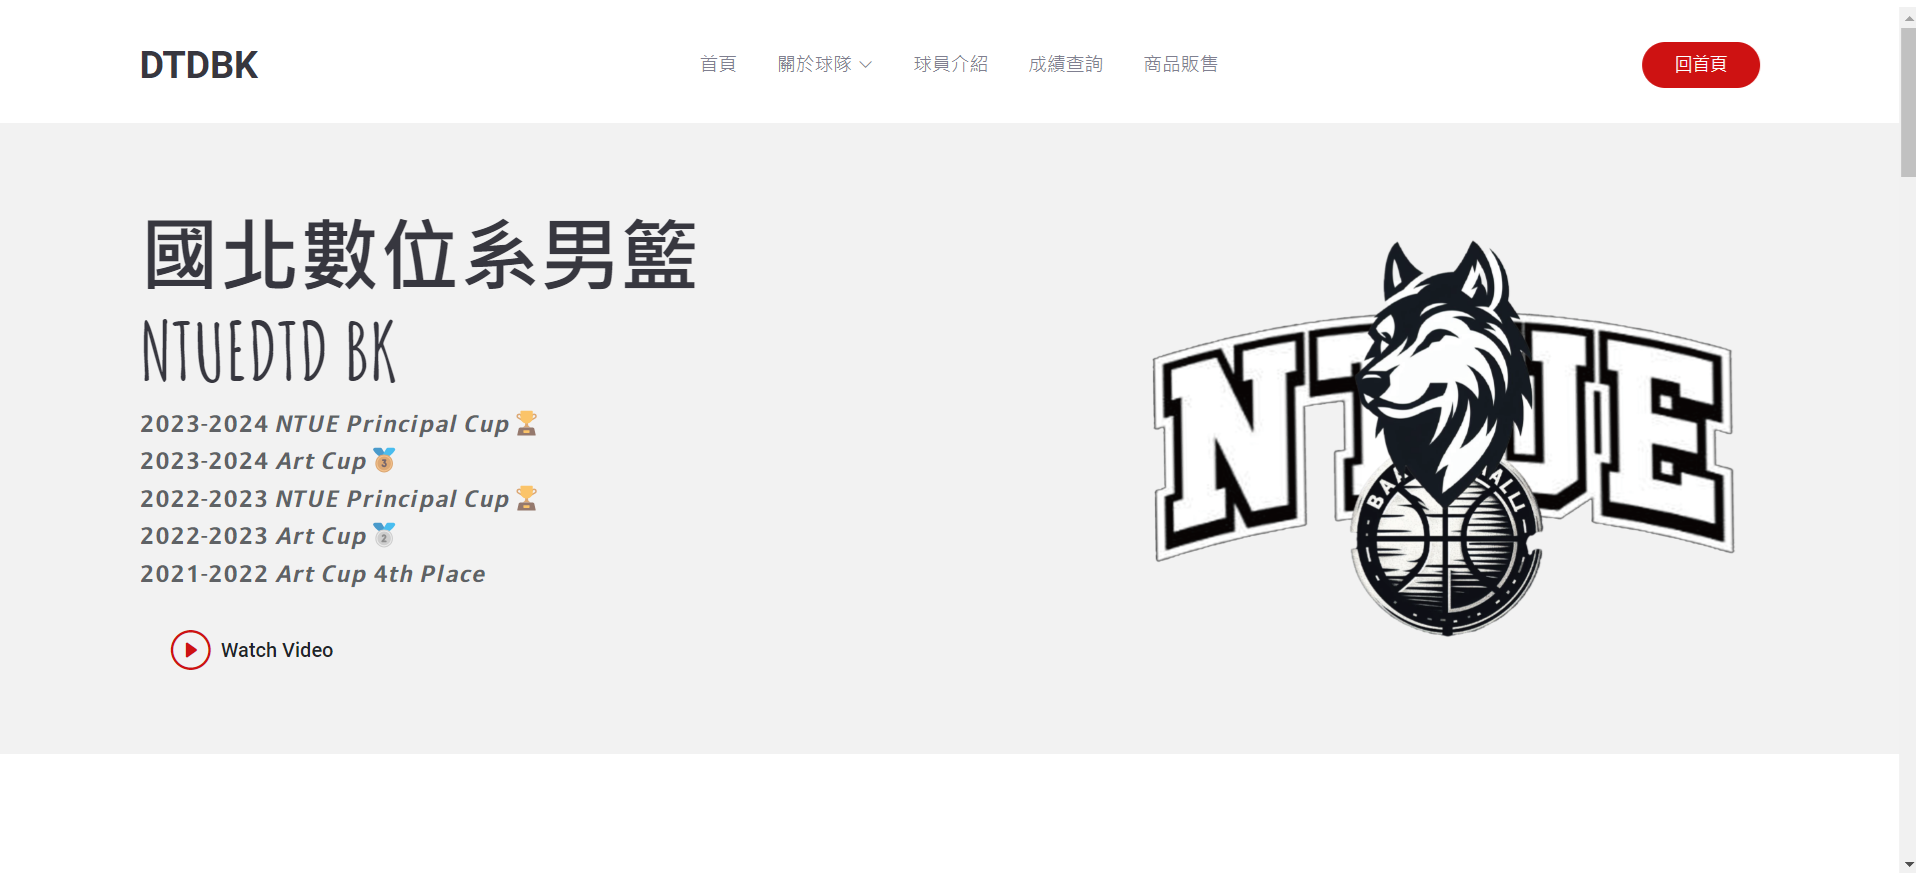 DTDBK
首頁
關於球隊
球員介紹
成績查詢
商品販售
回首頁
國北數位系男籃
NTUEDTD BK
2023-2024 NTUE Principal Cup🏆
2023-2024 Art Cup🥉
2022-2023 NTUE Principal Cup🏆
2022-2023 Art Cup🥈
2021-2022 Art Cup 4th Place
Watch Video
NTUE